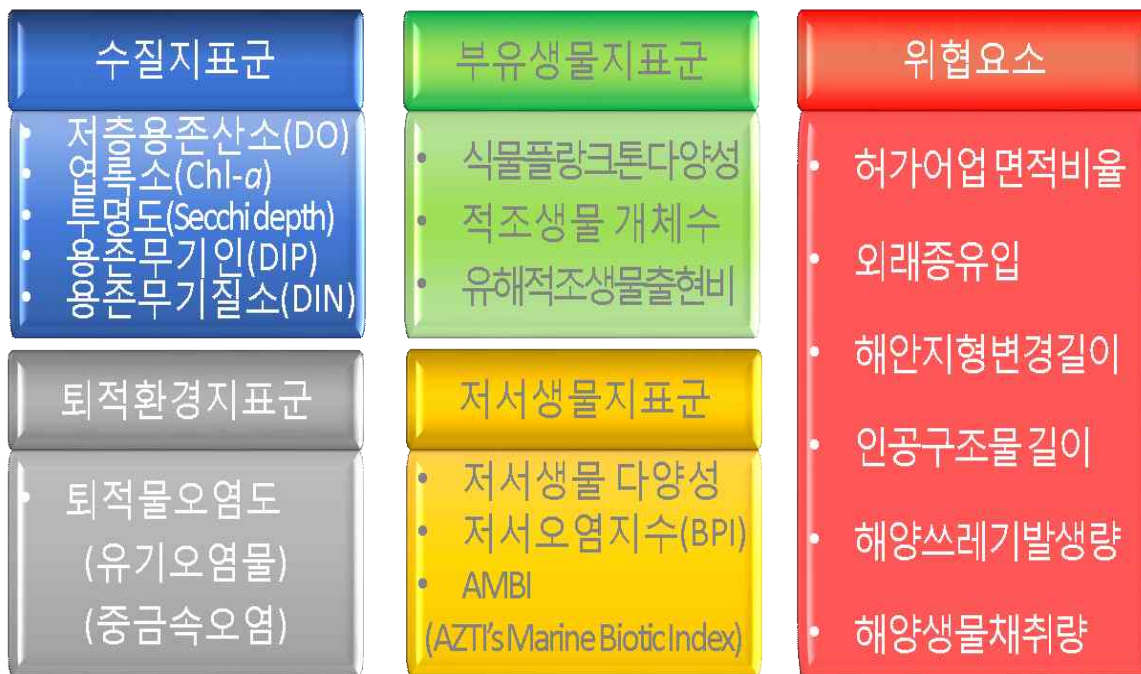 수질지표군
• 저층용존산소(DO)
• 엽록소(Chl-a)
• 투명도(Secchi depth)
• 용존무기인(DIP)
• 용존무기질소(DIN)
부유생물지표군
• 식물플랑크톤다양성
• 적조생물 개체수
• 유해적조생물출현비
위협요소
• 허가어업 면적비율
• 외래종유입
• 해안지형변경길이
• 인공구조물 길이
• 해양쓰레기발생량
• 해양생물채취량
퇴적환경지표군
• 퇴적물오염도
(유기오염물)
(중금속오염)
저서생물지표군
• 저서생물 다양성
• 저서오염지수(BPI)
• AMBI
(AZTI's Marine Biotic Index)